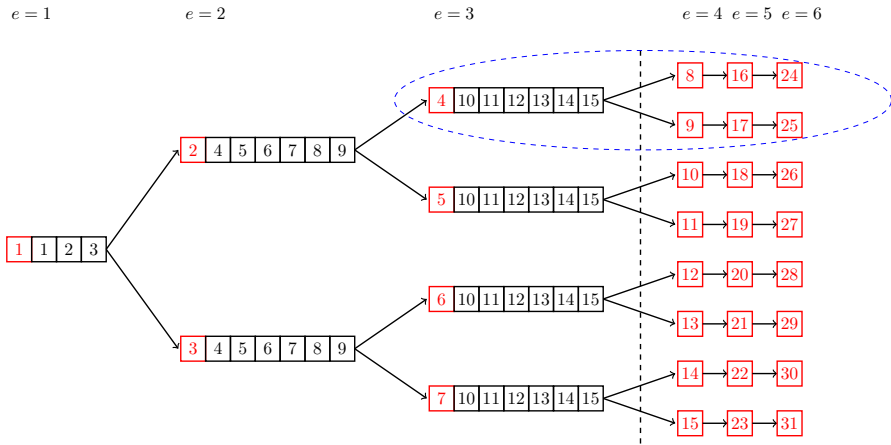 e = 1 e = 2 e = 3 e = 4 e = 5 e = 6
8 16 24
4 10 11 12 13 14 15
9 17 25
2 4 5 6 7 8 9
10 18 26
5 10 11 12 13 14 15
11 19 27
1 1 2 3
12 20 28
6 10 11 12 13 14 15
13 21 29
3 4 5 6 7 8 9
14 22 30
7 10 11 12 13 14 15
15 23 31